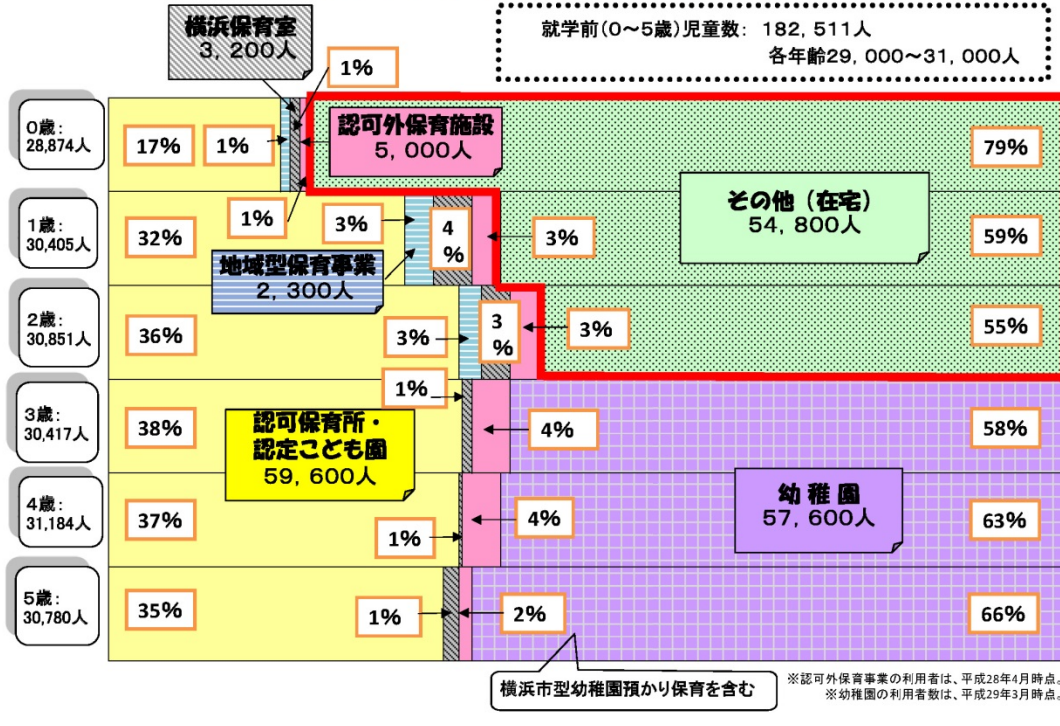 横浜保育室
3,200人
就学前(0~5歳)児童数: 182,511人
各年齢29,000~31,000人
1%
0歳:
28,874人
17%
1%
認可外保育施設
5,000人
79%
1%
その他(在宅)
54,800人
1歳:
30,405人
32%
3%
4
%
3%
59%
地域型保育事業
2,300人
2歳:
30,851人
36%
3%
3
%
3%
55%
1%
3歳:
30,417人
38%
認可保育所・
認定こども園
59,600人
4%
58%
幼稚園
57,600人
4歳:
31,184人
37%
1%
4%
63%
5歳:
30,780人
35%
1%
2%
66%
横浜市型幼稚園預かり保育を含む
※認可外保育事業の利用者は、平成28年4月時点。
※幼稚園の利用者数は、平成29年3月時点。